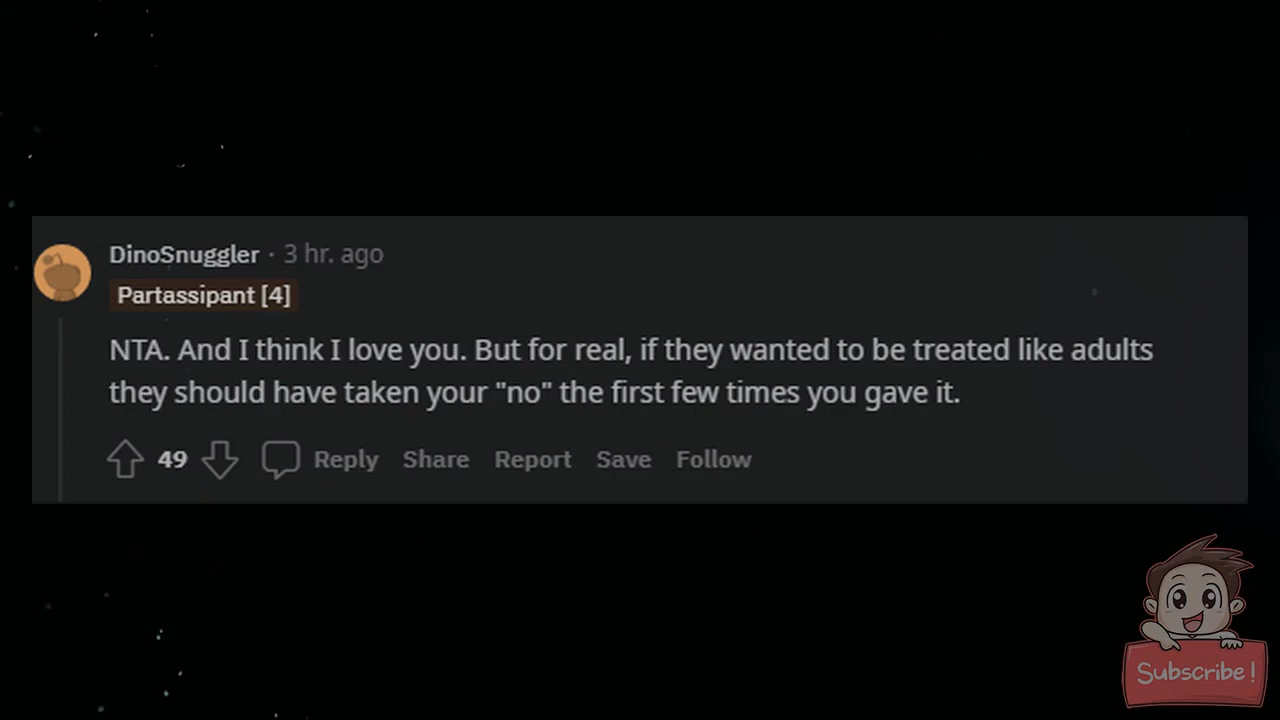 DinoSnuggler · 3 hr. ago
Partassipant [4]
NTA. And I think I love you. But for real, if they wanted to be treated like adults
they should have taken your "no" the first few times you gave it.
49 Reply Share Report Save Follow
Subscribe!